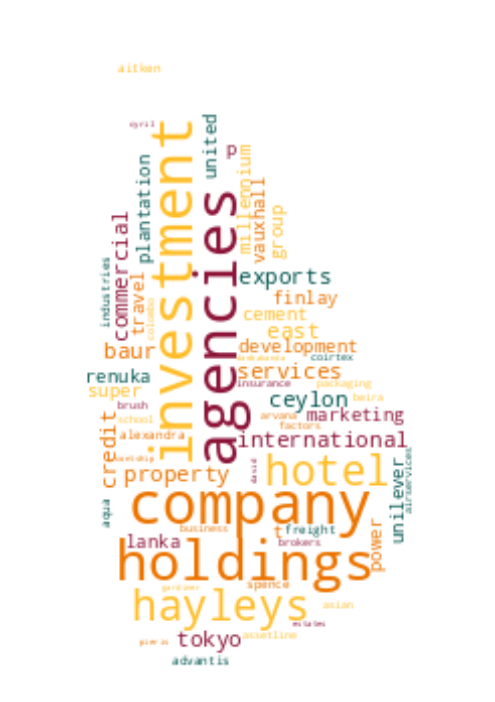 aitken
cyril
investment
agencies
united
p
plantation
millennium
vauxhall
group
commercial
industries
travel
colombo
exports
finlay
cement
east
development
baur
coirtex
services
renuka
insurance
packaging
super
ceylon
beira
brush
arvana
marketing
school
factors
alexandra
international
credit
david
property
hotel
unilever
airservices
company
aqua
business
t
freight
lanka
brokers
power
holdings
spence
gardiner
hayleys
asian
estates
tokyo
assetline
pieris
advantis